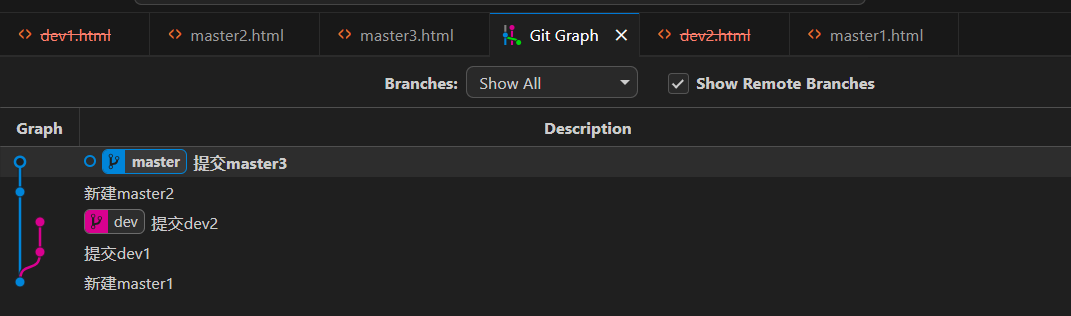 dev1.html master2.html master3.html Git Graph dev2.html master1.html
Branches: Show All Show Remote Branches
Graph Description
master 提交master3
新建master2
dev 提交dev2
提交dev1
新建master1